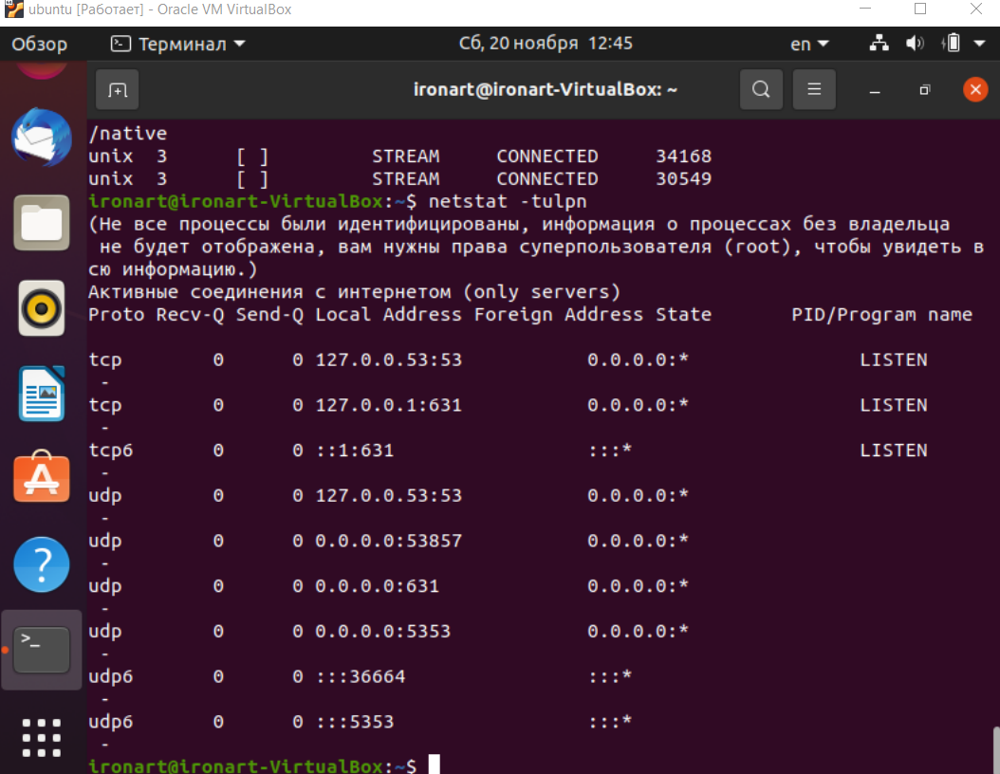 ubuntu [Работает] - Oracle VM VirtualBox
Обзор Терминал Сб, 20 ноября 12:45 en
ironart@ironart-VirtualBox: ~
/native
unix 3 [ ] STREAM CONNECTED 34168
unix 3 [ ] STREAM CONNECTED 30549
ironart@ironart-VirtualBox:~$ netstat -tulpn
(Не все процессы были идентифицированы, информация о процессах без владельца
не будет отображена, вам нужны права суперпользователя (root), чтобы увидеть в
сю информацию.)
Активные соединения с интернетом (only servers)
Proto Recv-Q Send-Q Local Address Foreign Address State PID/Program name
tcp 0 0 127.0.0.53:53 0.0.0.0:* LISTEN
-
tcp 0 0 127.0.0.1:631 0.0.0.0:* LISTEN
-
tcp6 0 0 ::1:631 :::* LISTEN
-
udp 0 0 127.0.0.53:53 0.0.0.0:*
-
udp 0 0 0.0.0.0:53857 0.0.0.0:*
-
udp 0 0 0.0.0.0:631 0.0.0.0:*
-
udp 0 0 0.0.0.0:5353 0.0.0.0:*
-
udp6 0 0 :::36664 :::*
-
udp6 0 0 :::5353 :::*
-
ironart@ironart-VirtualBox:~$